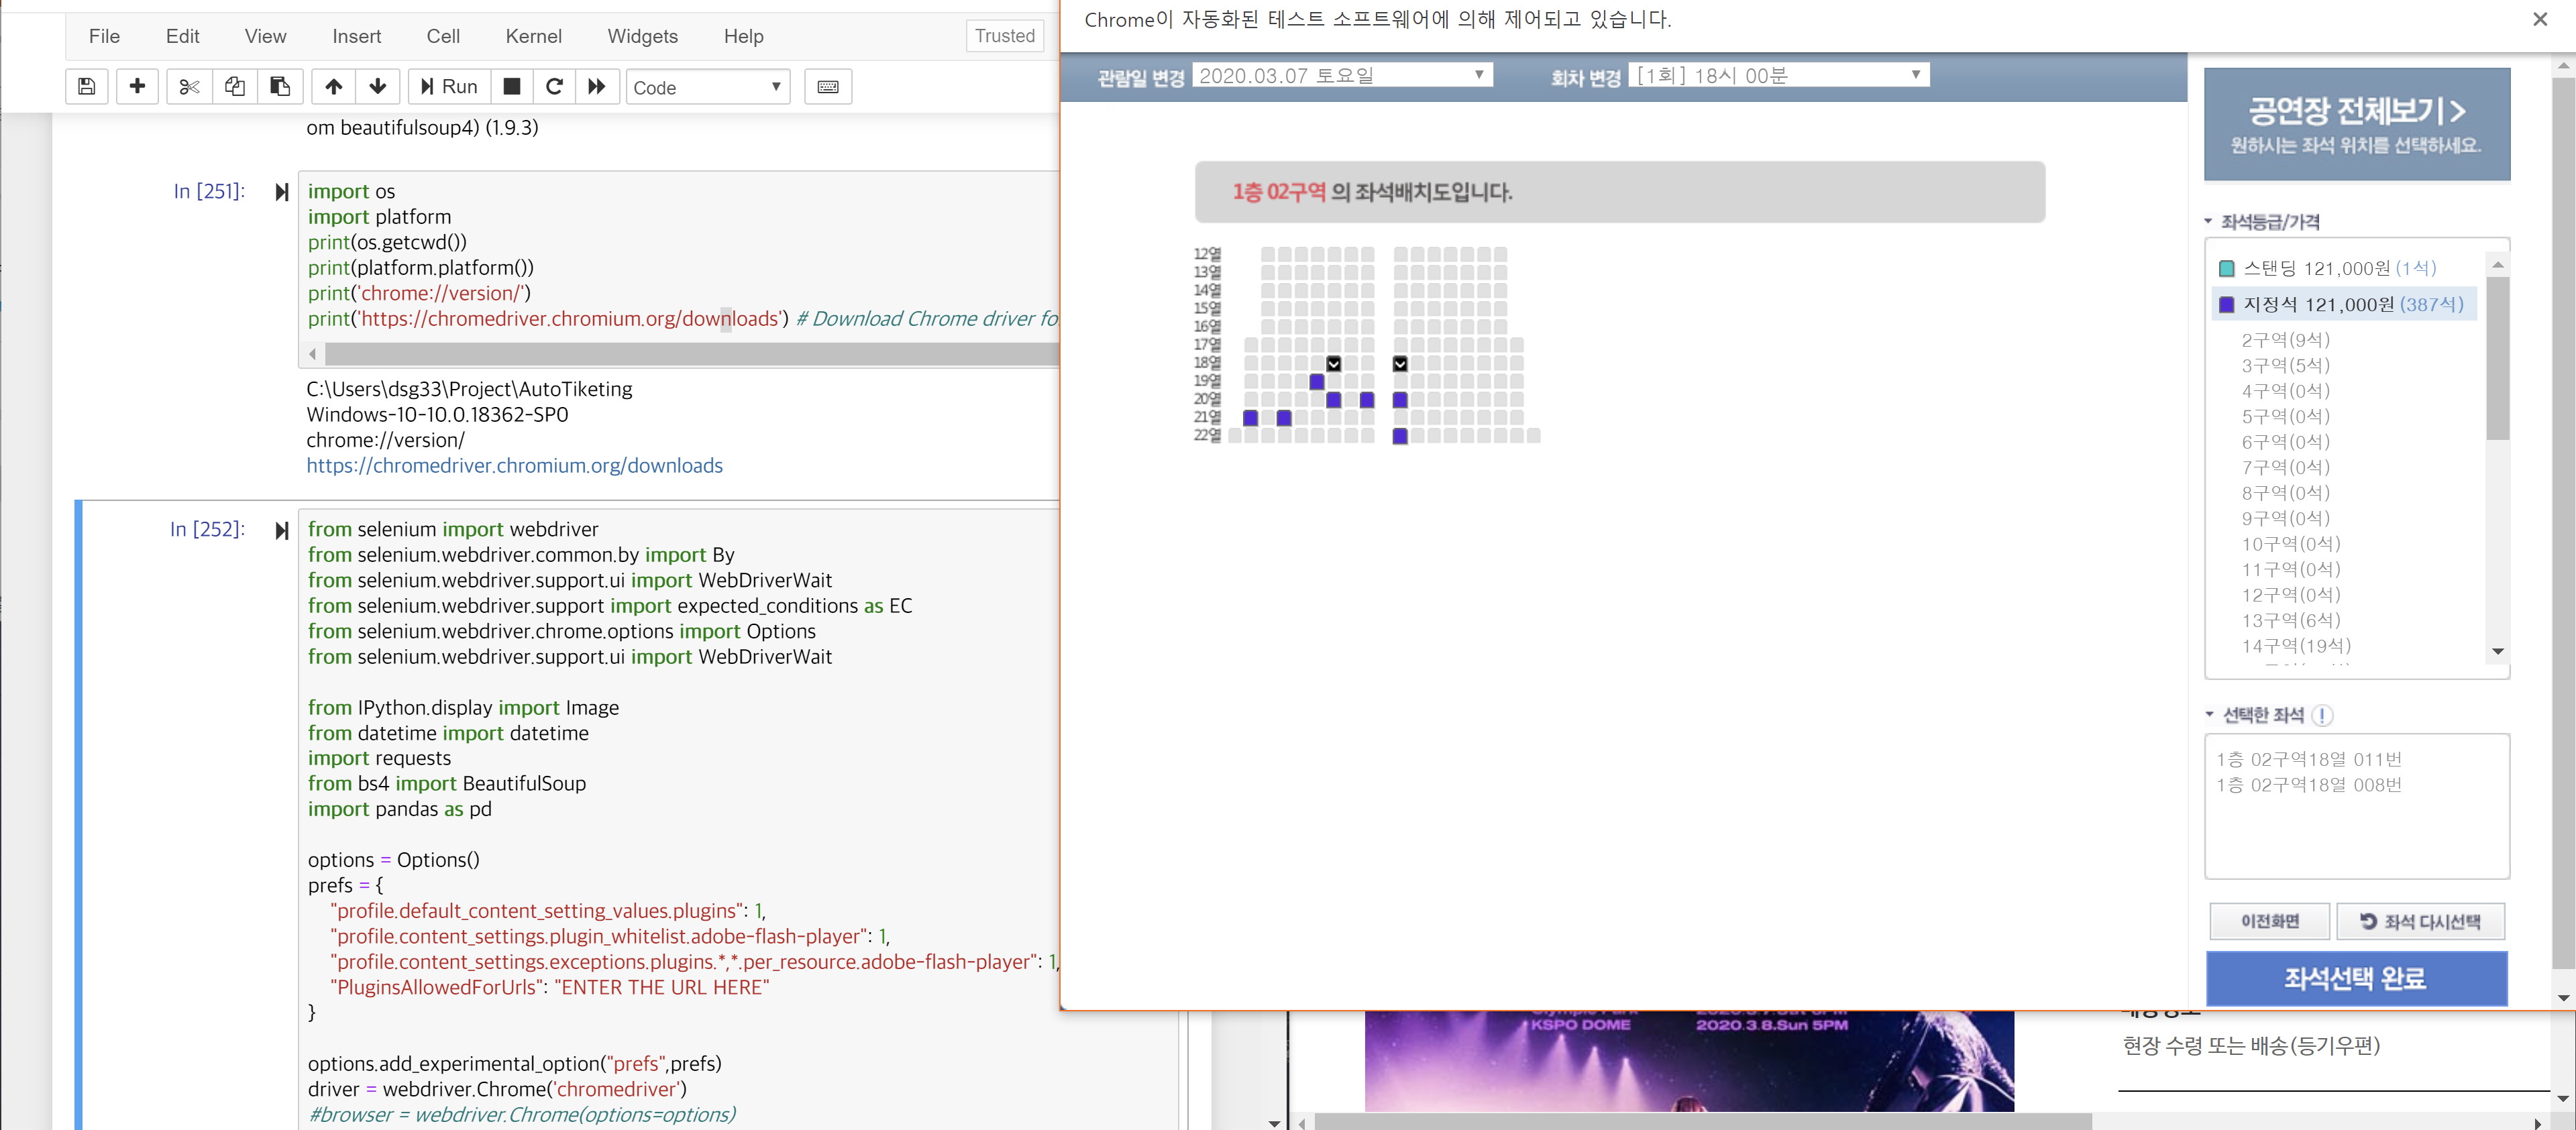 File Edit View Insert Cell Kernel Widgets Help Trusted
Run Code
om beautifulsoup4) (1.9.3)
In [251]:
import os
import platform
print(os.getcwd())
print(platform.platform())
print('chrome://version/')
print('https://chromedriver.chromium.org/downloads') # Download Chrome driver fo
C:\Users\dsg33\Project\AutoTiketing
Windows-10-10.0.18362-SP0
chrome://version/
https://chromedriver.chromium.org/downloads
In [252]:
from selenium import webdriver
from selenium.webdriver.common.by import By
from selenium.webdriver.support.ui import WebDriverWait
from selenium.webdriver.support import expected_conditions as EC
from selenium.webdriver.chrome.options import Options
from selenium.webdriver.support.ui import WebDriverWait
from IPython.display import Image
from datetime import datetime
import requests
from bs4 import BeautifulSoup
import pandas as pd
options = Options()
prefs = {
"profile.default_content_setting_values.plugins": 1,
"profile.content_settings.plugin_whitelist.adobe-flash-player": 1,
"profile.content_settings.exceptions.plugins.*,*.per_resource.adobe-flash-player": 1,
"PluginsAllowedForUrls": "ENTER THE URL HERE"
}
options.add_experimental_option("prefs",prefs)
driver = webdriver.Chrome('chromedriver')
#browser = webdriver.Chrome(options=options)
Chrome이 자동화된 테스트 소프트웨어에 의해 제어되고 있습니다.
관람일 변경 2020.03.07 토요일 회차 변경 [1회] 18시 00분
1층 02구역 의 좌석배치도입니다.
12열
13열
14열
15열
16열
17열
18열
19열
20열
21열
22열
공연장 전체보기 >
원하시는 좌석 위치를 선택하세요.
좌석등급/가격
스탠딩 121,000원 (1석)
지정석 121,000원 (387석)
2구역(9석)
3구역(5석)
4구역(0석)
5구역(0석)
6구역(0석)
7구역(0석)
8구역(0석)
9구역(0석)
10구역(0석)
11구역(0석)
12구역(0석)
13구역(6석)
14구역(19석)
선택한 좌석
1층 02구역18열 011번
1층 02구역18열 008번
이전화면 좌석 다시선택
좌석선택 완료
KSPO DOME 2020.3.8.Sun 5PM
현장 수령 또는 배송(등기우편)